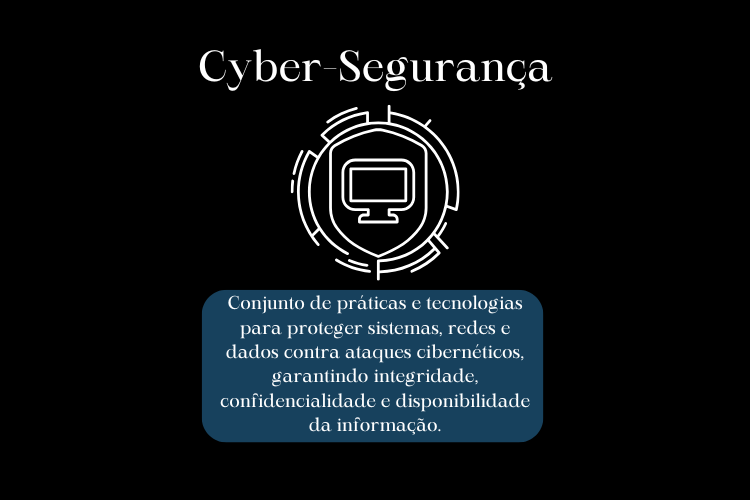 Cyber-Segurança
Conjunto de práticas e tecnologias
para proteger sistemas, redes e
dados contra ataques cibernéticos,
garantindo integridade,
confidencialidade e disponibilidade
da informação.